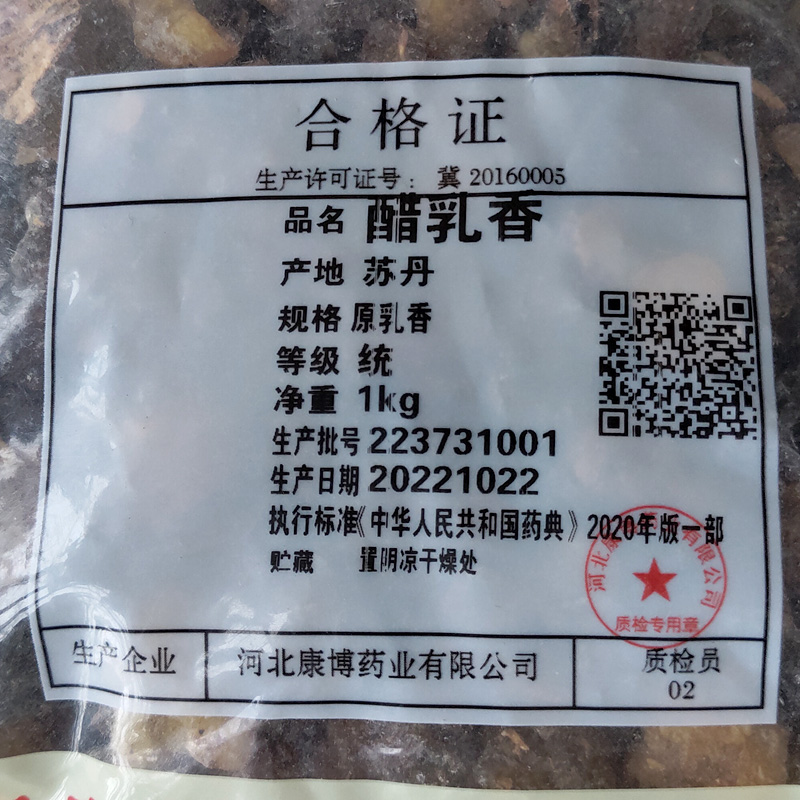 合格证
生产许可证号：冀 20160005
品名 醋乳香
产地 苏丹
规格 原乳香
等级 统
净重 1kg
生产批号 223731001
生产日期 20221022
执行标准《中华人民共和国药典》2020年版一部
贮藏 置阴凉干燥处
质检专用章
生产企业 河北康博药业有限公司 质检员
02